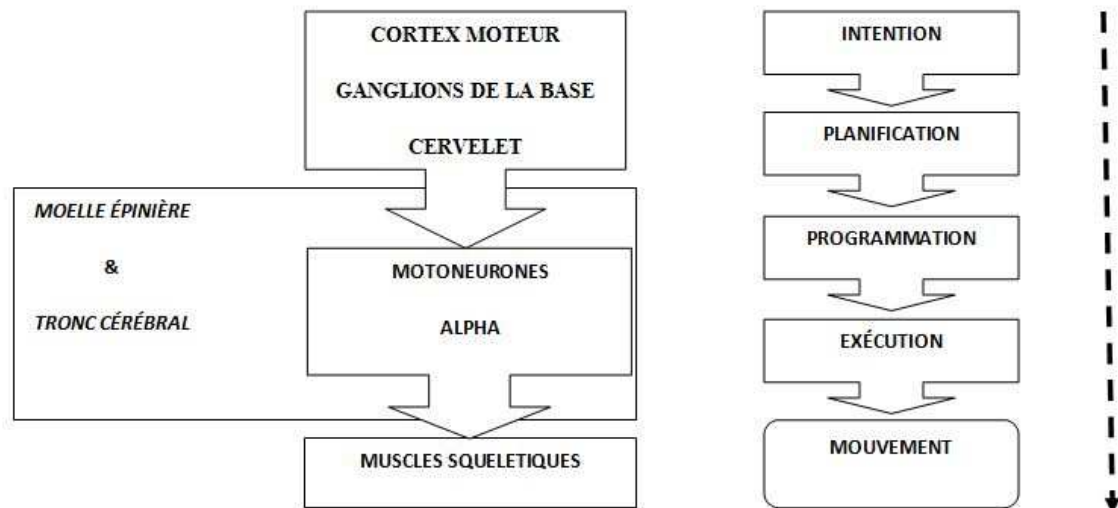 CORTEX MOTEUR
GANGLIONS DE LA BASE
CERVELET
MOELLE ÉPINIÈRE
&
TRONC CÉRÉBRAL
MOTONEURONES
ALPHA
MUSCLES SQUELETIQUES
INTENTION
PLANIFICATION
PROGRAMMATION
EXÉCUTION
MOUVEMENT